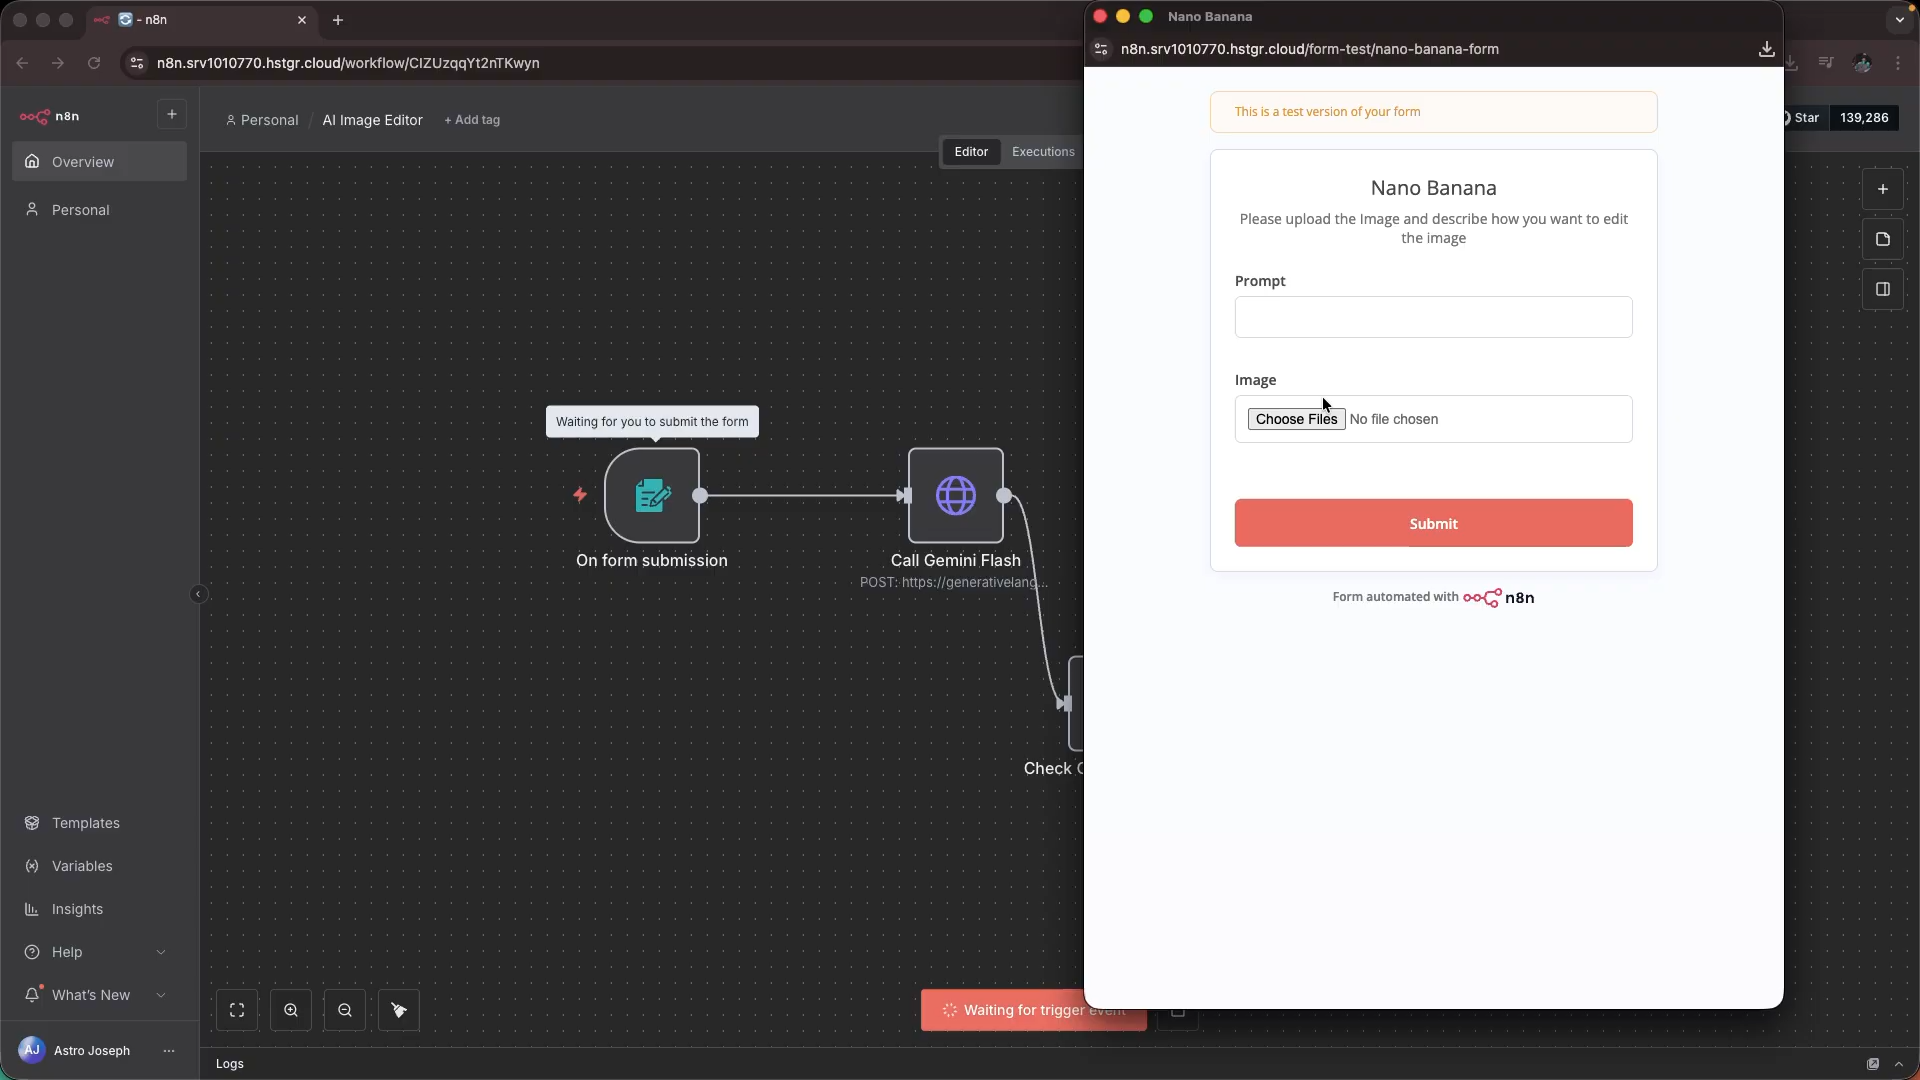 - n8n
n8n.srv1010770.hstgr.cloud/workflow/CIZUzqqYt2nTKwyn
n8n
Overview
Personal
Templates
Variables
Insights
Help
What's New
AJ
Astro Joseph
Personal / AI Image Editor + Add tag
Editor
Executions
Star
139,286
Waiting for you to submit the form
On form submission
Call Gemini Flash
POST: https://generativelang...
Check
Waiting for trigger event
Logs
Nano Banana
n8n.srv1010770.hstgr.cloud/form-test/nano-banana-form
This is a test version of your form
Nano Banana
Please upload the Image and describe how you want to edit
the image
Prompt
Image
Choose Files No file chosen
Submit
Form automated with n8n